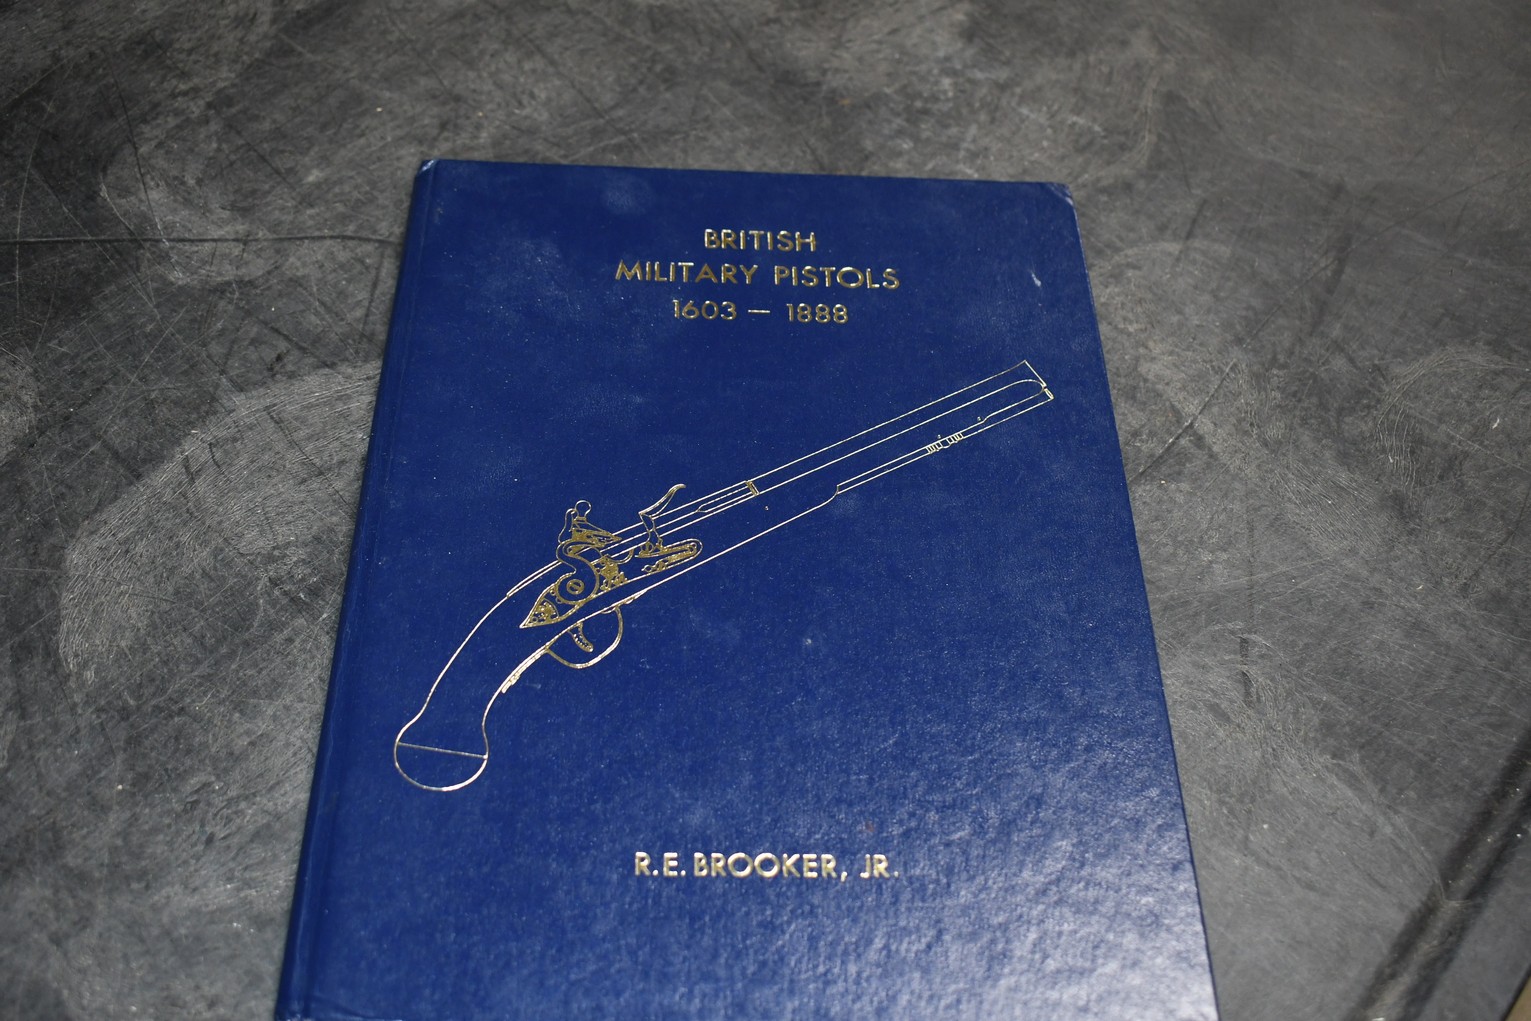 BRITISH
MILITARY PISTOLS
1603 — 1888
R.E. BROOKER, JR.